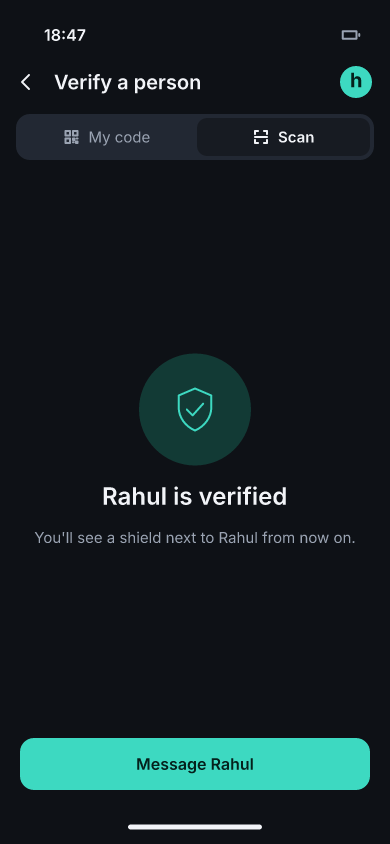 18:47
Verify a person
h
My code
Scan
Rahul is verified
You'll see a shield next to Rahul from now on.
Message Rahul